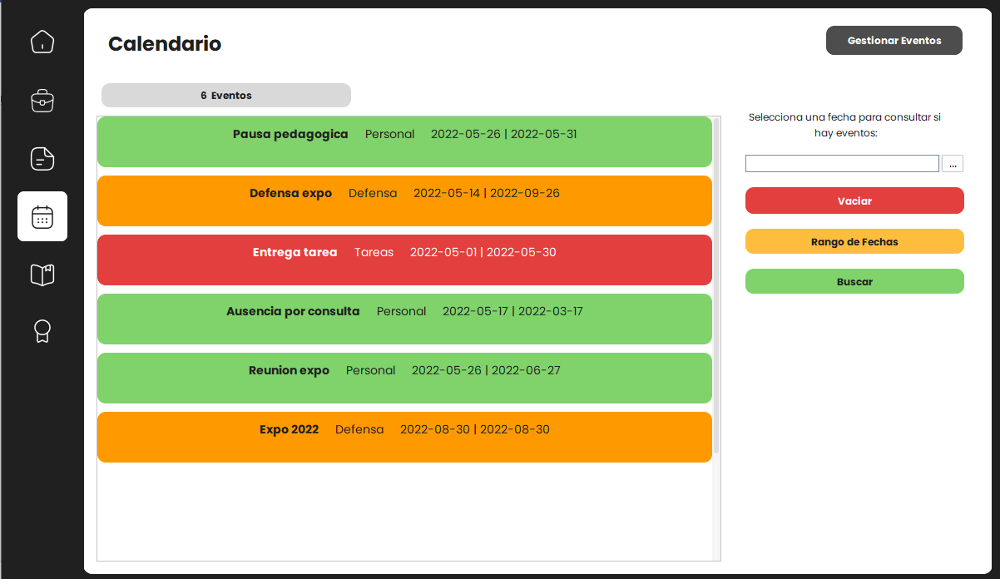 Calendario
Gestionar Eventos
6 Eventos
Pausa pedagogica Personal 2022-05-26 | 2022-05-31
Defensa expo Defensa 2022-05-14 | 2022-09-26
Entrega tarea Tareas 2022-05-01 | 2022-05-30
Ausencia por consulta Personal 2022-05-17 | 2022-03-17
Reunion expo Personal 2022-05-26 | 2022-06-27
Expo 2022 Defensa 2022-08-30 | 2022-08-30
Selecciona una fecha para consultar si
hay eventos:
...
Vaciar
Rango de Fechas
Buscar